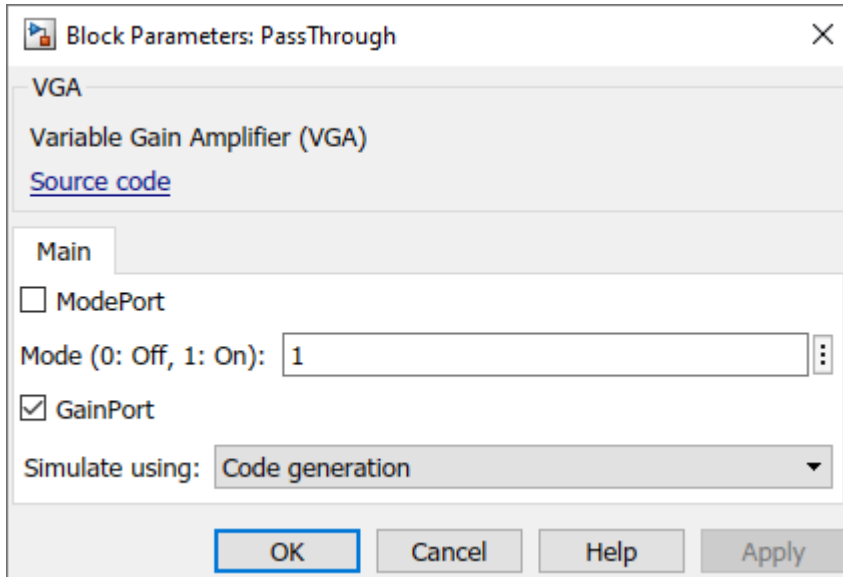 Block Parameters: PassThrough
VGA
Variable Gain Amplifier (VGA)
Source code
Main
ModePort
Mode (0: Off, 1: On): 1
GainPort
Simulate using: Code generation
OK Cancel Help Apply